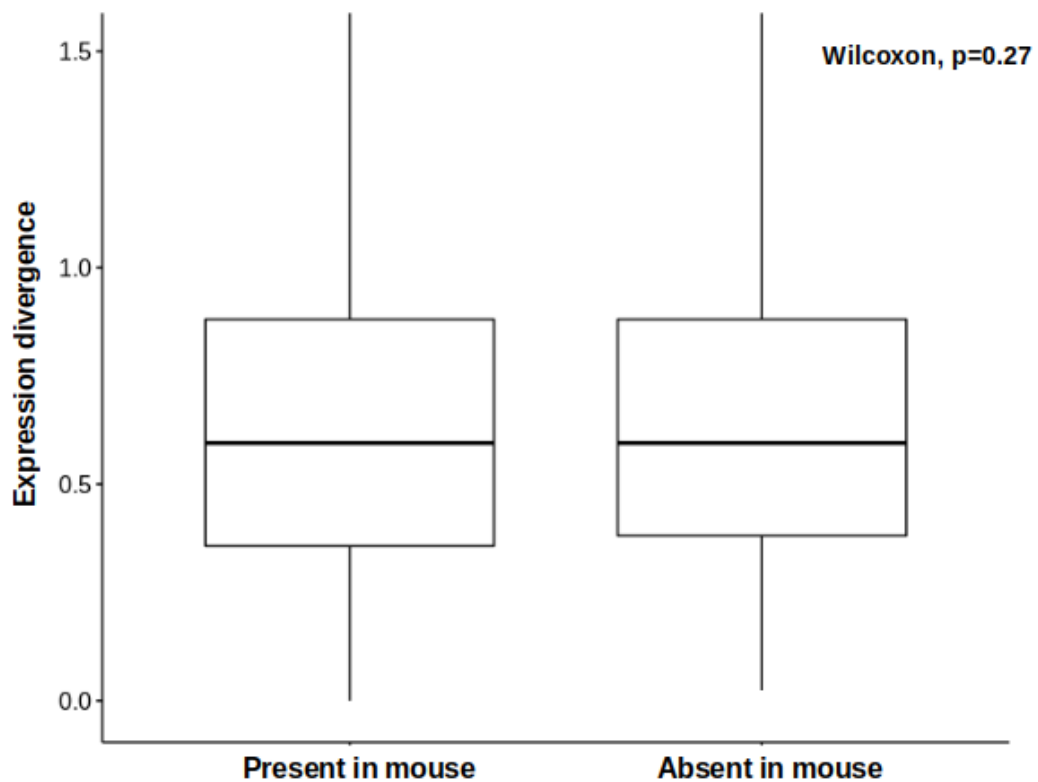 Wilcoxon, p=0.27
Expression divergence
1.5
1.0
0.5
0.0
Present in mouse
Absent in mouse